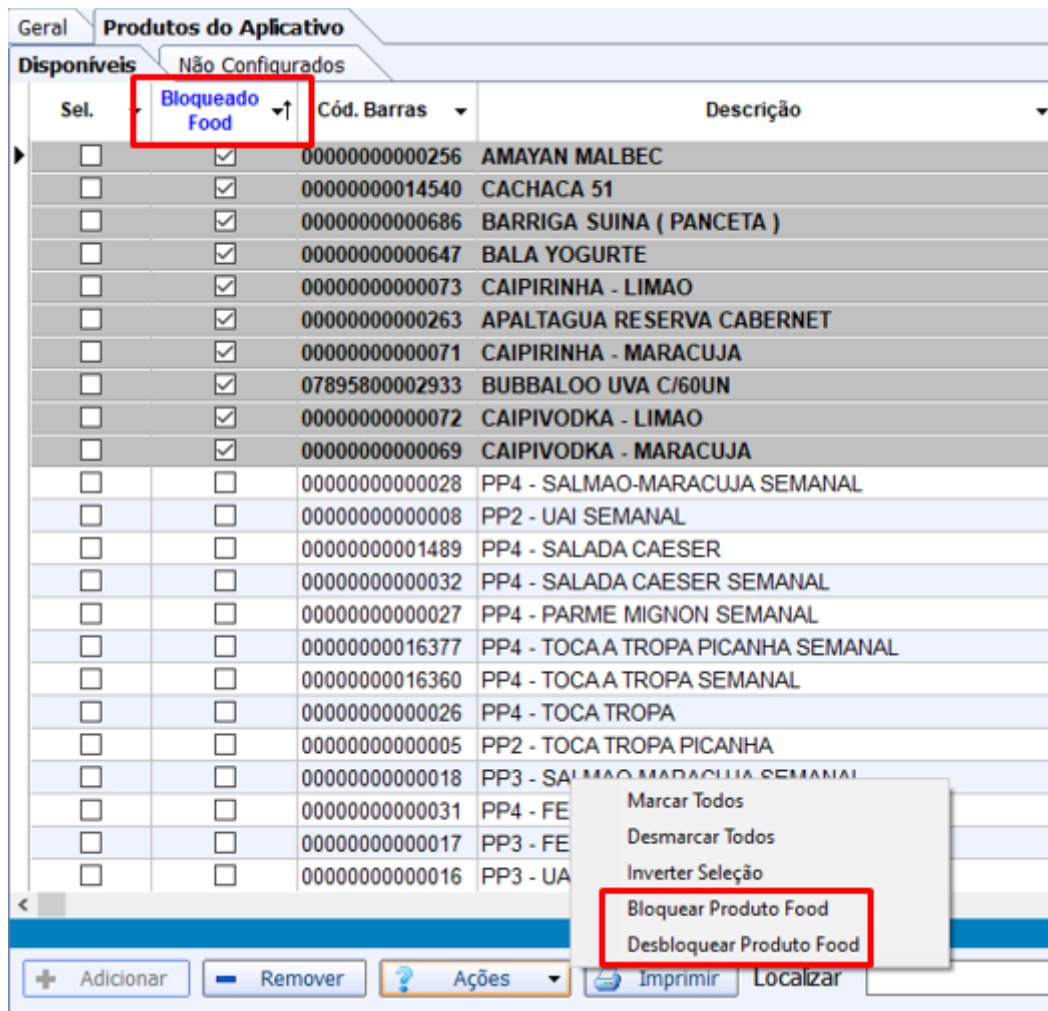 Geral Produtos do Aplicativo
Disponíveis Não Configurados
Sel. Bloqueado Food Cód. Barras Descrição
00000000000256 AMAYAN MALBEC
00000000014540 CACHACA 51
00000000000686 BARRIGA SUINA ( PANCETA )
00000000000647 BALA YOGURTE
00000000000073 CAIPIRINHA - LIMAO
00000000000263 APALTAGUA RESERVA CABERNET
00000000000071 CAIPIRINHA - MARACUJA
07895800002933 BUBBALOO UVA C/60UN
00000000000072 CAIPIVODKA - LIMAO
00000000000069 CAIPIVODKA - MARACUJA
00000000000028 PP4 - SALMAO-MARACUJA SEMANAL
00000000000008 PP2 - UAI SEMANAL
00000000001489 PP4 - SALADA CAESER
00000000000032 PP4 - SALADA CAESER SEMANAL
00000000000027 PP4 - PARME MIGNON SEMANAL
00000000016377 PP4 - TOCA A TROPA PICANHA SEMANAL
00000000016360 PP4 - TOCA A TROPA SEMANAL
00000000000026 PP4 - TOCA TROPA
00000000000005 PP2 - TOCA TROPA PICANHA
00000000000018 PP3 - SALMAO MARACUJA SEMANAL
00000000000031 PP4 - FE
00000000000017 PP3 - FE
00000000000016 PP3 - UA
Marcar Todos
Desmarcar Todos
Inverter Seleção
Bloquear Produto Food
Desbloquear Produto Food
Adicionar Remover Ações Imprimir Localizar